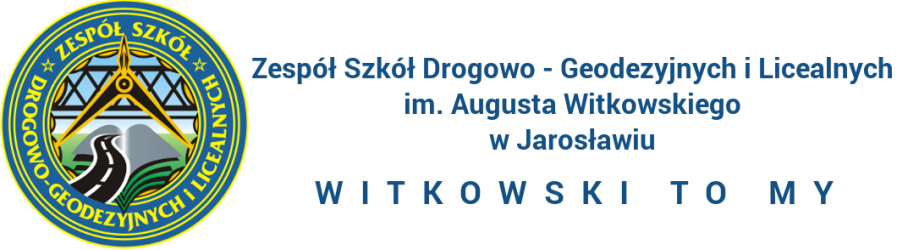 ZESPÓŁ SZKÓŁ
DROGOWO-GEODEZYJNYCH I LICEALNYCH
Zespół Szkół Drogowo - Geodezyjnych i Licealnych
im. Augusta Witkowskiego
w Jarosławiu
WITKOWSKI TO MY